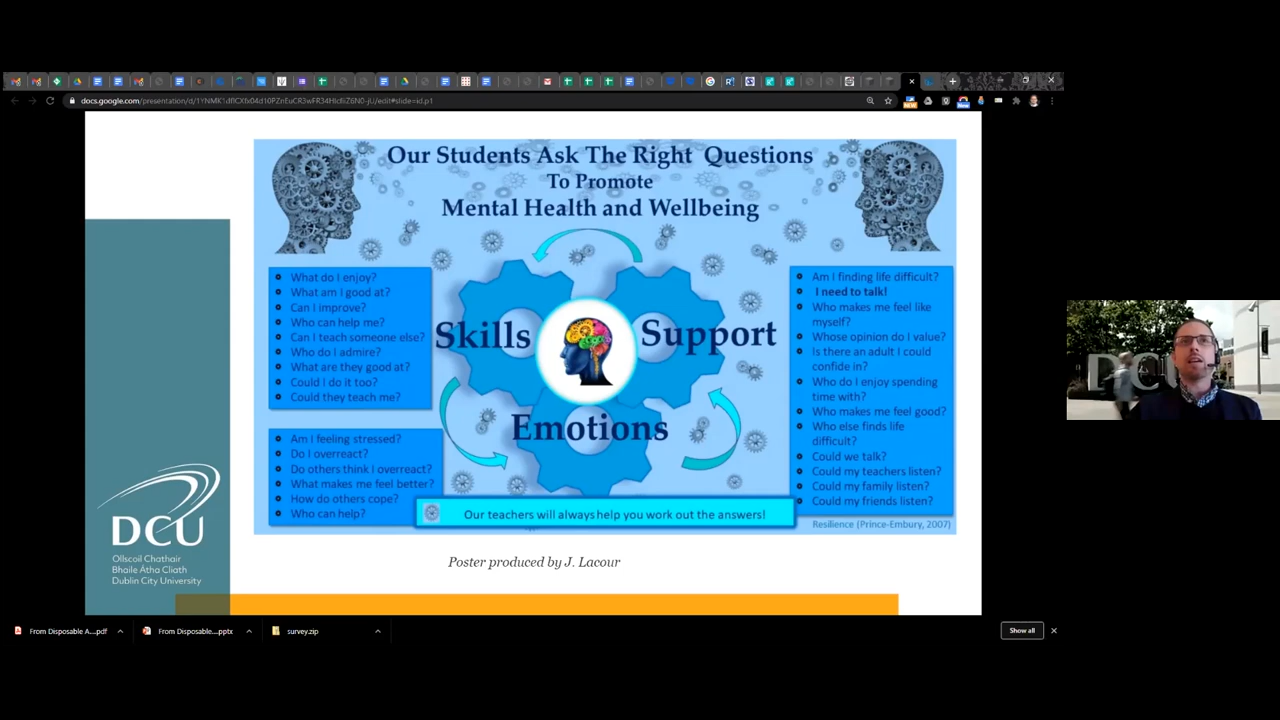 docs.google.com/presentation/d/
Our Students Ask The Right Questions
To Promote
Mental Health and Wellbeing
What do I enjoy?
What am I good at?
Can I improve?
Who can help me?
Can I teach someone else?
Who do I admire?
What are they good at?
Could I do it too?
Could they teach me?
Am I feeling stressed?
Do I overreact?
Do others think I overreact?
What makes me feel better?
How do others cope?
Who can help?
Skills
Support
Emotions
Am I finding life difficult?
I need to talk!
Who makes me feel like
myself?
Whose opinion do I value?
Is there an adult I could
confide in?
Who do I enjoy spending
time with?
Who makes me feel good?
Who else finds life
difficult?
Could we talk?
Could my teachers listen?
Could my family listen?
Could my friends listen?
Our teachers will always help you work out the answers!
Resilience (Prince-Embury, 2007)
Poster produced by J. Lacour
DCU
Ollscoil Chathair
Bhaile Átha Cliath
Dublin City University
From Disposable A....pdf
From Disposable....pptx
survey.zip
Show all
DCU